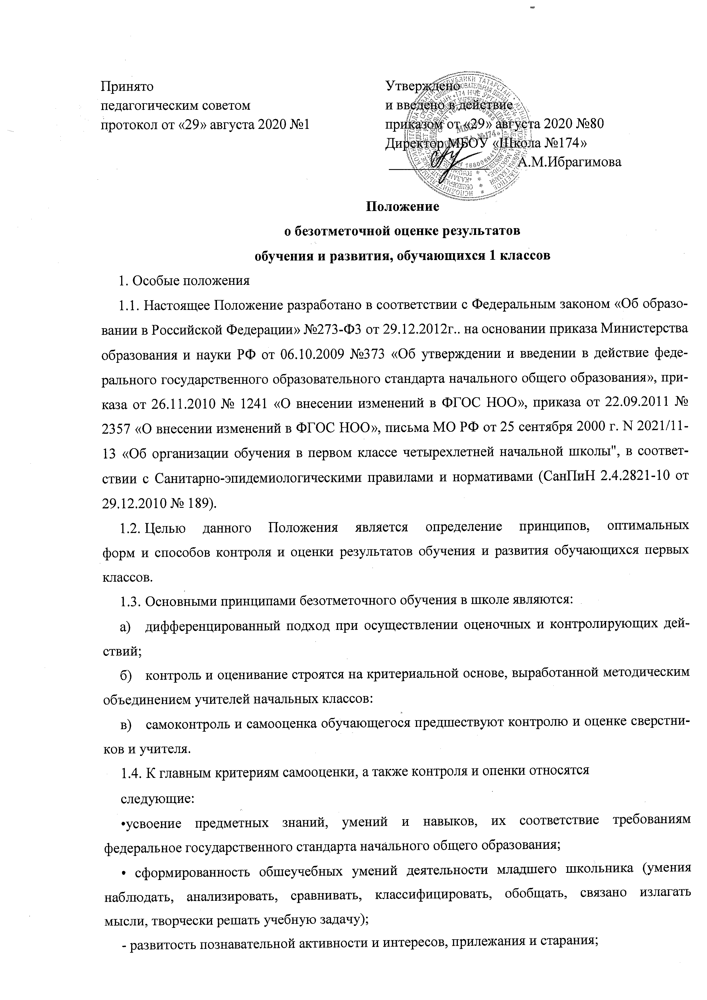 Принято
педагогическим советом
протокол от «29» августа 2020 №1
Утверждено
и введено в действие
приказом от «29» августа 2020 №80
Директор МБОУ «Школа №174»
А.М.Ибрагимова
Положение
о безотметочной оценке результатов
обучения и развития, обучающихся 1 классов
1. Особые положения
1.1. Настоящее Положение разработано в соответствии с Федеральным законом «Об образо-
вании в Российской Федерации» №273-ФЗ от 29.12.2012г.. на основании приказа Министерства
образования и науки РФ от 06.10.2009 №373 «Об утверждении и введении в действие феде-
рального государственного образовательного стандарта начального общего образования», при-
каза от 26.11.2010 № 1241 «О внесении изменений в ФГОС НОО», приказа от 22.09.2011 №
2357 «О внесении изменений в ФГОС НОО», письма МО РФ от 25 сентября 2000 г. N 2021/11-
13 «Об организации обучения в первом классе четырехлетней начальной школы", в соответ-
ствии с Санитарно-эпидемиологическими правилами и нормативами (СанПиН 2.4.2821-10 от
29.12.2010 № 189).
1.2. Целью данного Положения является определение принципов, оптимальных
форм и способов контроля и оценки результатов обучения и развития обучающихся первых
классов.
1.3. Основными принципами безотметочного обучения в школе являются:
а) дифференцированный подход при осуществлении оценочных и контролирующих дей-
ствий;
б) контроль и оценивание строятся на критериальной основе, выработанной методическим
объединением учителей начальных классов:
в) самоконтроль и самооценка обучающегося предшествуют контролю и оценке сверстни-
ков и учителя.
1.4. К главным критериям самооценки, а также контроля и опенки относятся
следующие:
•усвоение предметных знаний, умений и навыков, их соответствие требованиям
федеральное государственного стандарта начального общего образования;
• сформированность обшеучебных умений деятельности младшего школьника (умения
наблюдать, анализировать, сравнивать, классифицировать, обобщать, связано излагать
мысли, творчески решать учебную задачу);
- развитость познавательной активности и интересов, прилежания и старания;